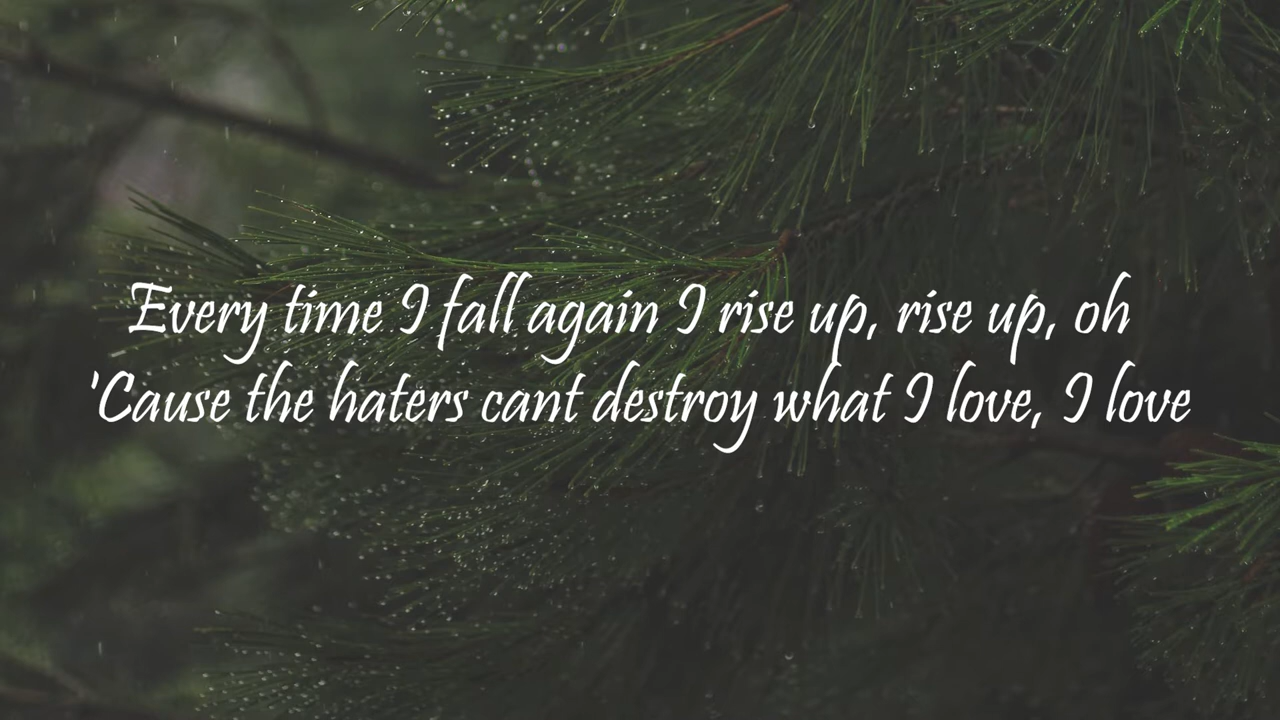 Every time I fall again I rise up, rise up, oh
'Cause the haters cant destroy what I love, I love